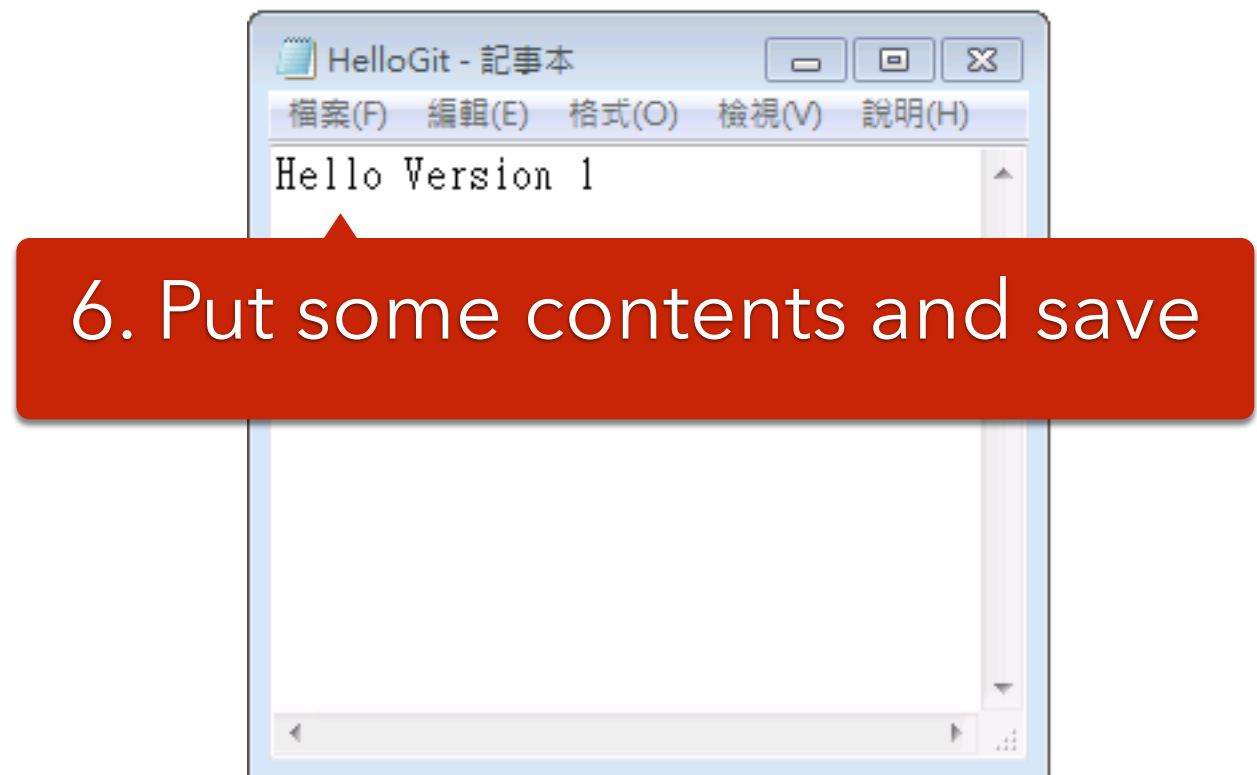 HelloGit - 記事本
檔案(F) 編輯(E) 格式(O) 檢視(V) 說明(H)
Hello Version 1
6. Put some contents and save